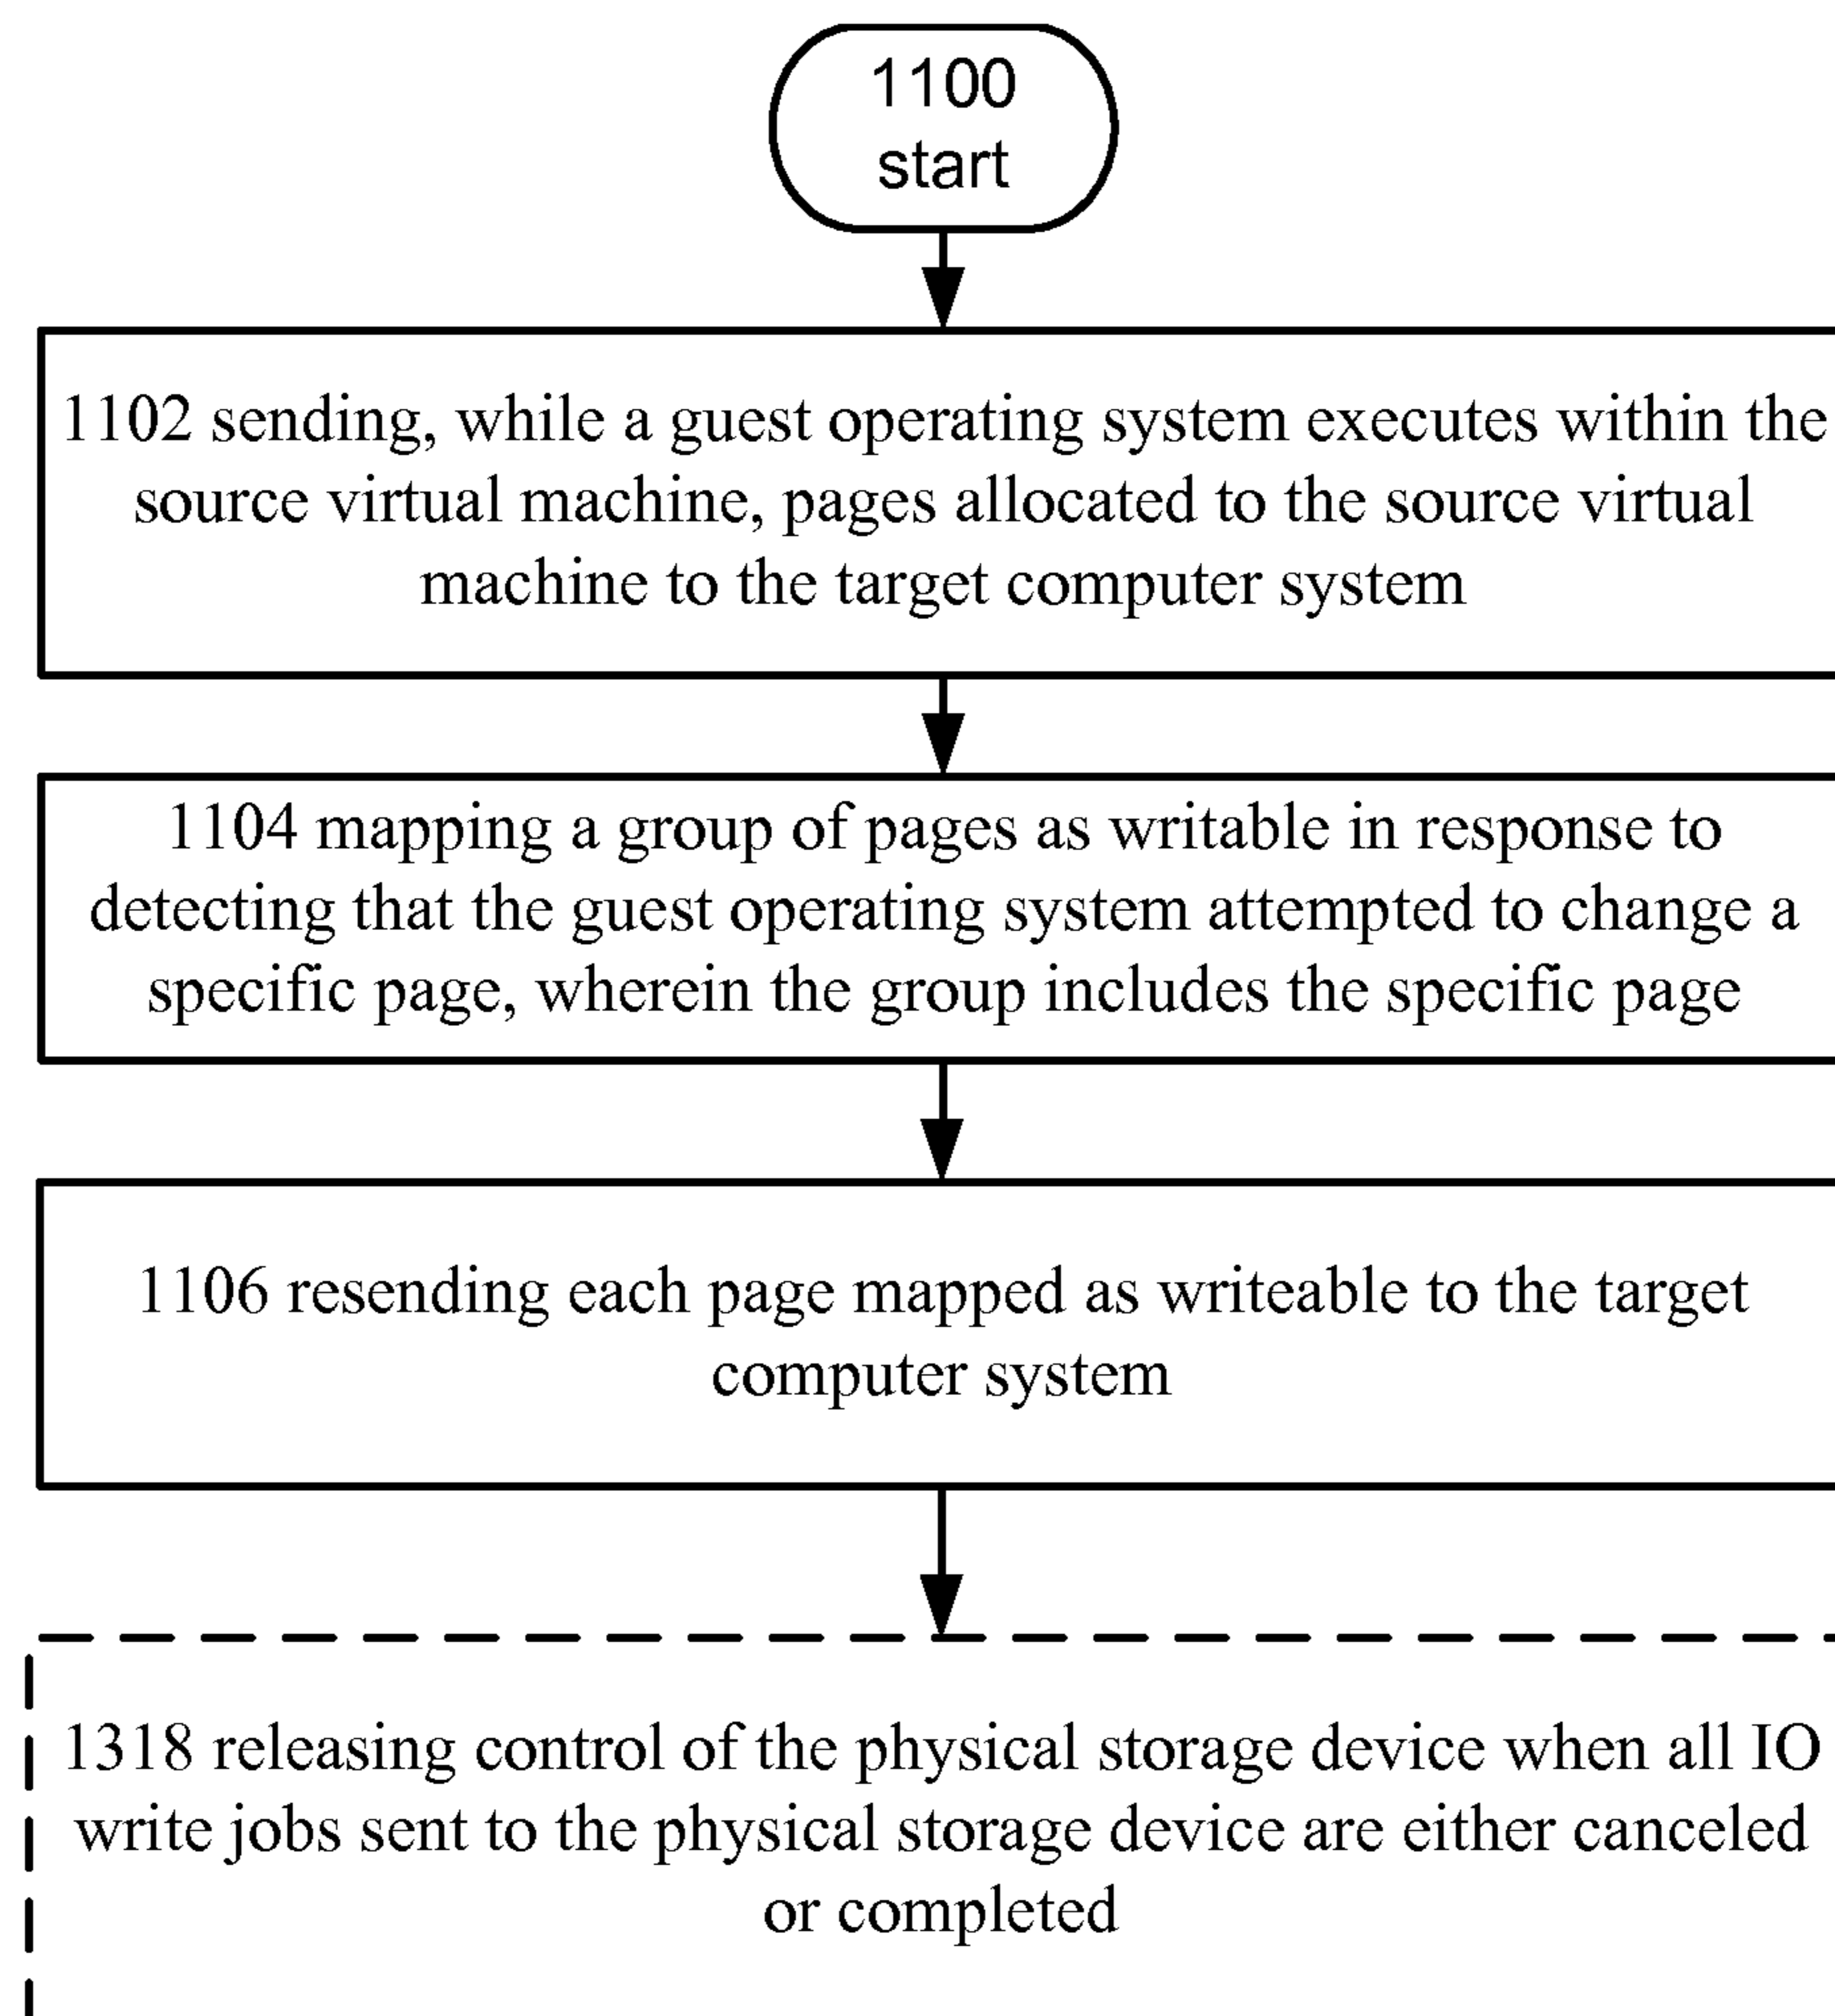 1100
start
1102 sending, while a guest operating system executes within the
source virtual machine, pages allocated to the source virtual
machine to the target computer system
1104 mapping a group of pages as writable in response to
detecting that the guest operating system attempted to change a
specific page, wherein the group includes the specific page
1106 resending each page mapped as writeable to the target
computer system
1318 releasing control of the physical storage device when all IO
write jobs sent to the physical storage device are either canceled
or completed